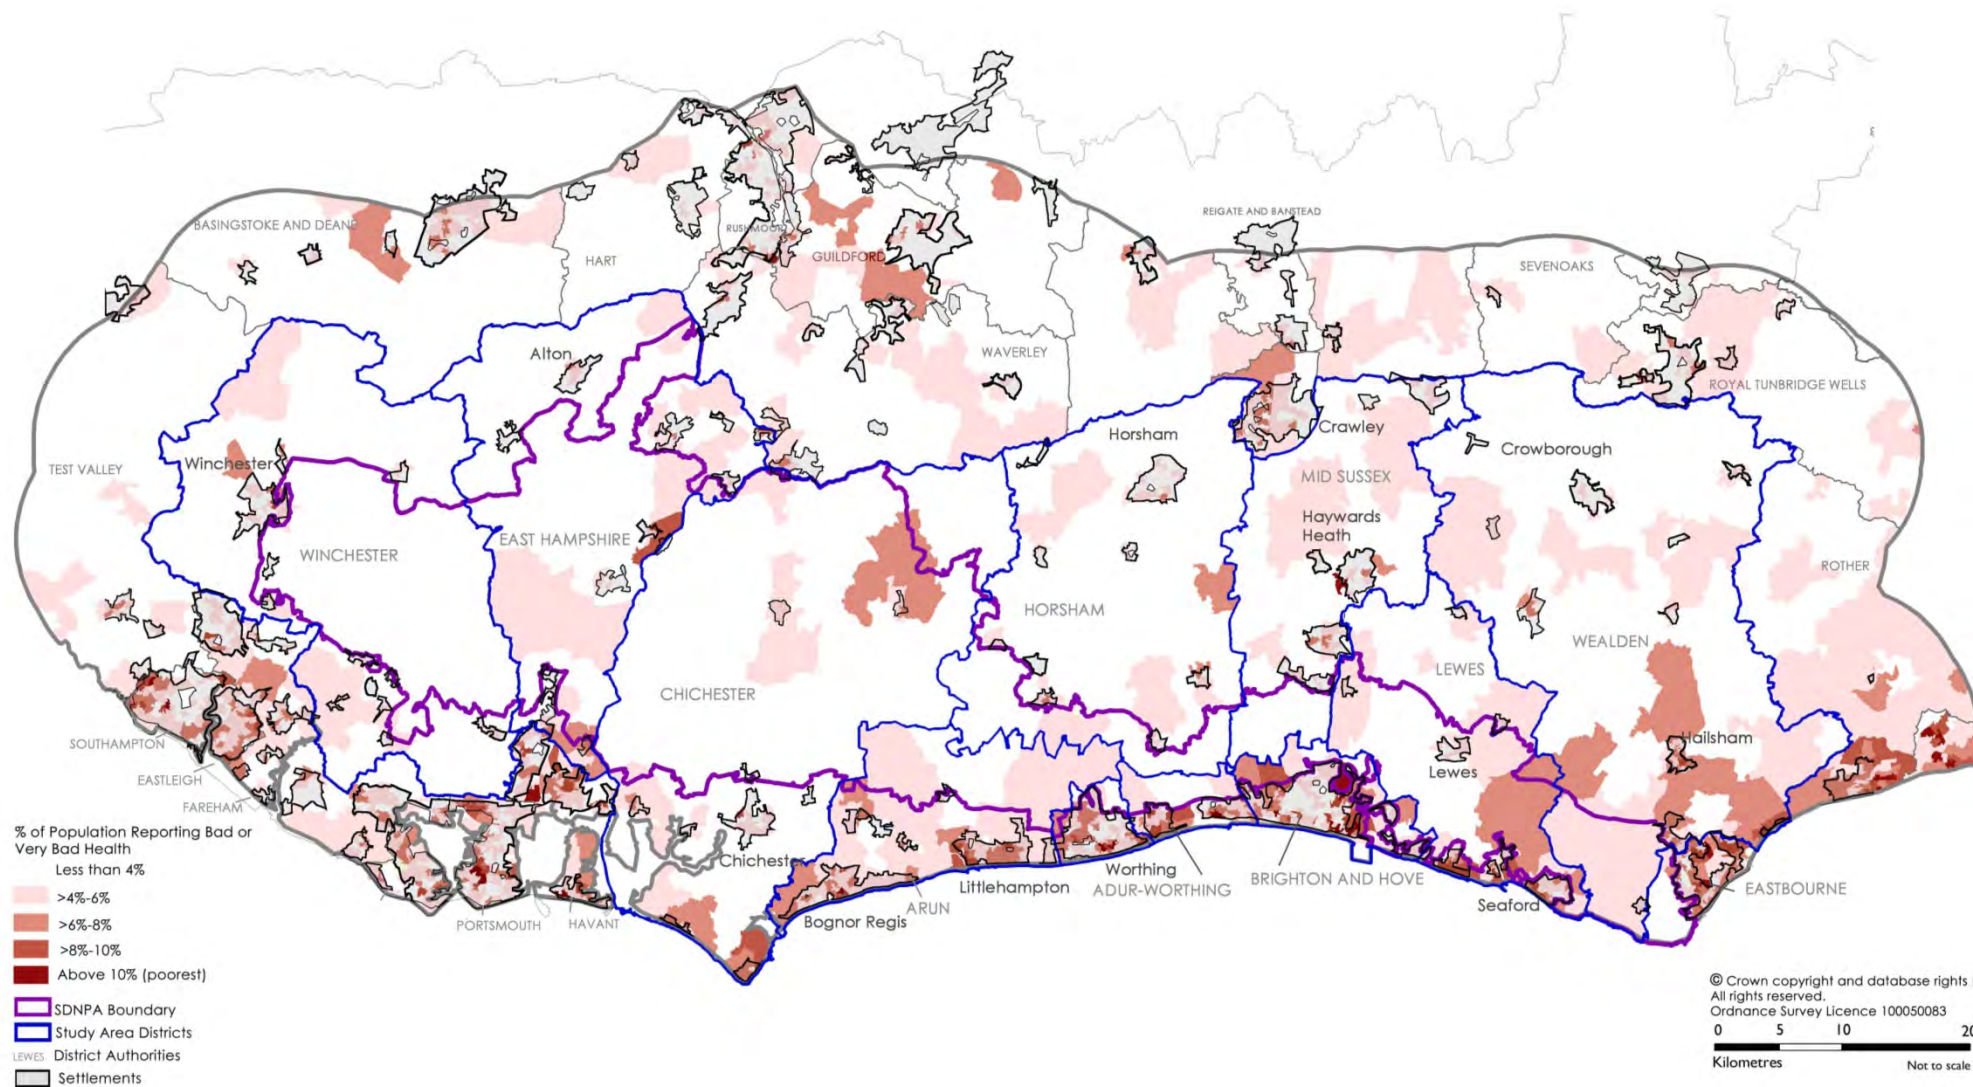 BASINGSTOKE AND DEANE
HART
RUSHMOOR
GUILDFORD
REIGATE AND BANSTEAD
SEVENOAKS
Alton
WAVERLEY
ROYAL TUNBRIDGE WELLS
TEST VALLEY
Winchester
Horsham
Crawley
Crowborough
MID SUSSEX
Haywards
Heath
EAST HAMPSHIRE
WINCHESTER
ROTHER
HORSHAM
WEALDEN
LEWES
CHICHESTER
SOUTHAMPTON
EASTLEIGH
FAREHAM
Hailsham
Lewes
Chichester
Littlehampton
Worthing
ADUR-WORTHING
BRIGHTON AND HOVE
EASTBOURNE
Seaford
ARUN
Bognor Regis
PORTSMOUTH
HAVANT
% of Population Reporting Bad or
Very Bad Health
Less than 4%
>4%-6%
>6%-8%
>8%-10%
Above 10% (poorest)
SDNPA Boundary
Study Area Districts
LEWES District Authorities
Settlements
© Crown copyright and database rights
All rights reserved.
Ordnance Survey Licence 100050083
0 5 10 20
Kilometres Not to scale